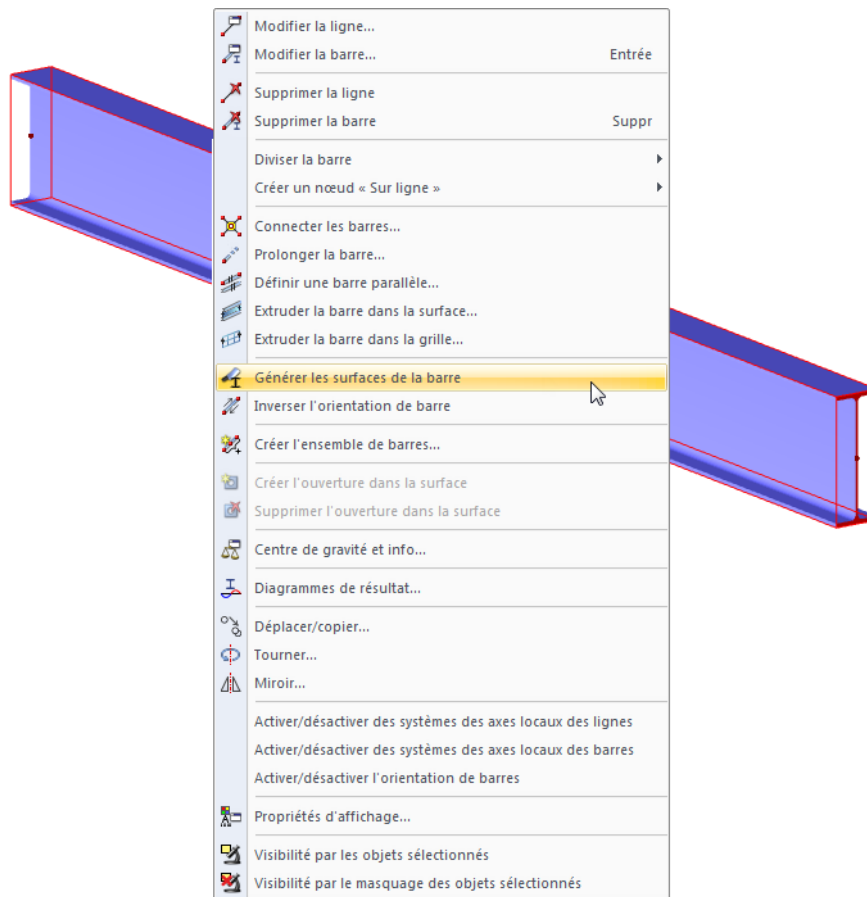 Modifier la ligne...
Modifier la barre... Entrée
Supprimer la ligne
Supprimer la barre Suppr
Diviser la barre
Créer un nœud « Sur ligne »
Connecter les barres...
Prolonger la barre...
Définir une barre parallèle...
Extruder la barre dans la surface...
Extruder la barre dans la grille...
Générer les surfaces de la barre
Inverser l'orientation de barre
Créer l'ensemble de barres...
Créer l'ouverture dans la surface
Supprimer l'ouverture dans la surface
Centre de gravité et info...
Diagrammes de résultat...
Déplacer/copier...
Tourner...
Miroir...
Activer/désactiver des systèmes des axes locaux des lignes
Activer/désactiver des systèmes des axes locaux des barres
Activer/désactiver l'orientation de barres
Propriétés d'affichage...
Visibilité par les objets sélectionnés
Visibilité par le masquage des objets sélectionnés